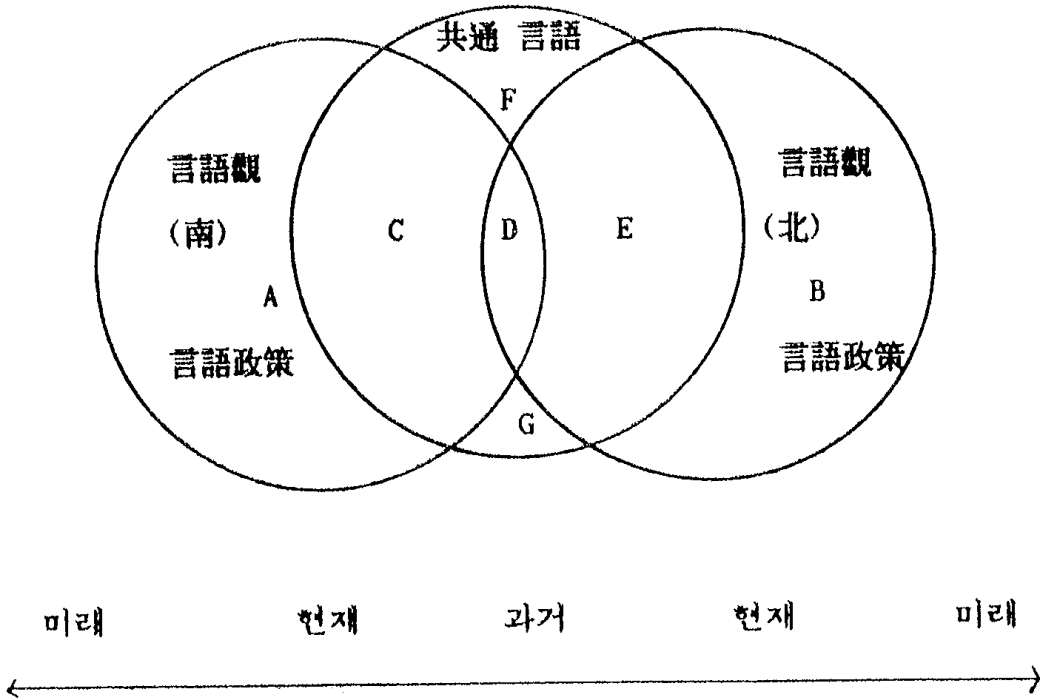 共通 言語
F
言語觀 言語觀
(南) C D E (北)
A B
言語政策 言語政策
G
미래 현재 과거 현재 미래